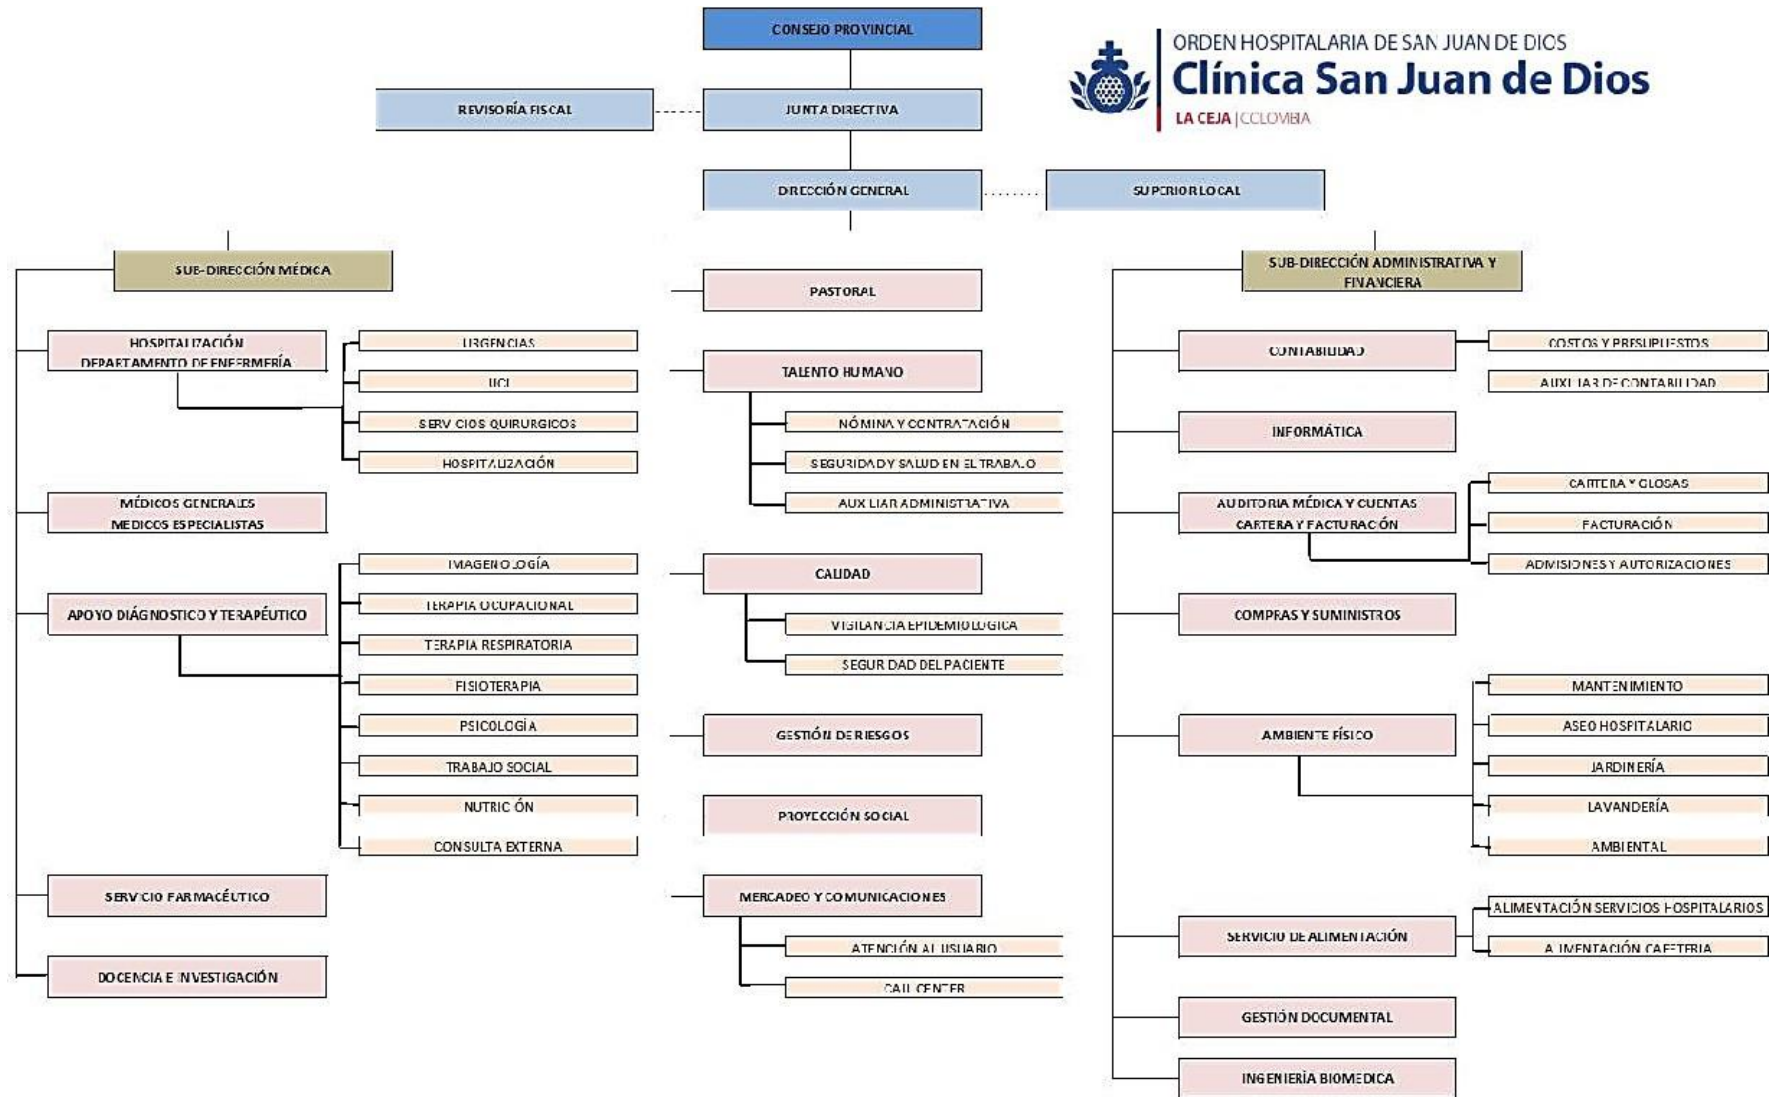 CONSEJO PROVINCIAL
ORDEN HOSPITALARIA DE SAN JUAN DE DIOS
Clínica San Juan de Dios
LA CEJA | COLOMBIA
REVISORÍA FISCAL
JUNTA DIRECTIVA
DIRECCIÓN GENERAL
SUPERIOR LOCAL
SUB-DIRECCIÓN MÉDICA
HOSPITALIZACIÓN
DEPARTAMENTO DE ENFERMERÍA
URGENCIAS
UCI
SERVICIOS QUIRURGICOS
HOSPITALIZACIÓN
MÉDICOS GENERALES
MEDICOS ESPECIALISTAS
APOYO DIÁGNOSTICO Y TERAPÉUTICO
IMAGENOLOGÍA
TERAPIA OCUPACIONAL
TERAPIA RESPIRATORIA
FISIOTERAPIA
PSICOLOGÍA
TRABAJO SOCIAL
NUTRICIÓN
CONSULTA EXTERNA
SERVICIO FARMACÉUTICO
DOCENCIA E INVESTIGACIÓN
PASTORAL
TALENTO HUMANO
NÓMINA Y CONTRATACIÓN
SEGURIDAD Y SALUD EN EL TRABAJO
AUXILIAR ADMINISTRATIVA
CALIDAD
VIGILANCIA EPIDEMIOLOGICA
SEGURIDAD DEL PACIENTE
GESTIÓN DE RIESGOS
PROYECCIÓN SOCIAL
MERCADEO Y COMUNICACIONES
ATENCIÓN AL USUARIO
CALL CENTER
SUB-DIRECCIÓN ADMINISTRATIVA Y
FINANCIERA
CONTABILIDAD
COSTOS Y PRESUPUESTOS
AUXILIAR DE CONTABILIDAD
INFORMÁTICA
AUDITORIA MÉDICA Y CUENTAS
CARTERA Y FACTURACIÓN
CARTERA Y GLOSAS
FACTURACIÓN
ADMISIONES Y AUTORIZACIONES
COMPRAS Y SUMINISTROS
AMBIENTE FÍSICO
MANTENIMIENTO
ASEO HOSPITALARIO
JARDINERÍA
LAVANDERÍA
AMBIENTAL
SERVICIO DE ALIMENTACIÓN
ALIMENTACIÓN SERVICIOS HOSPITALARIOS
ALIMENTACIÓN CAFETERIA
GESTIÓN DOCUMENTAL
INGENIERÍA BIOMEDICA